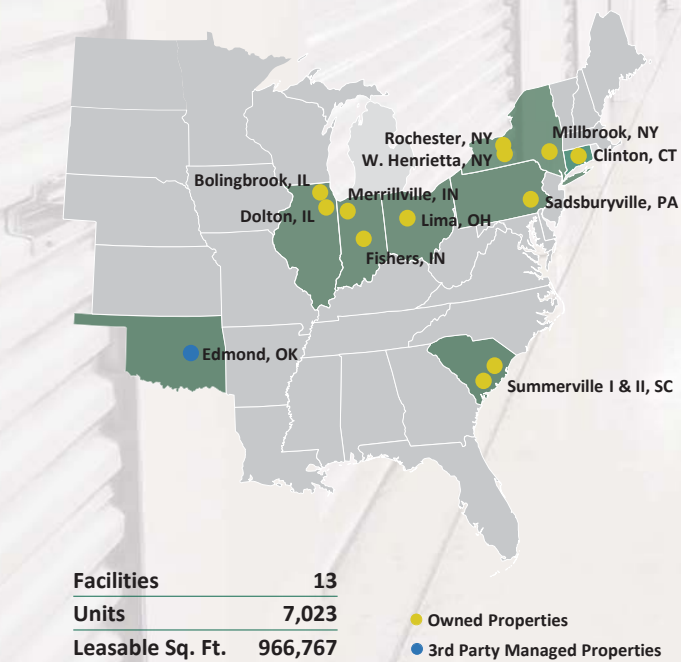 Rochester, NY
Millbrook, NY
W. Henrietta, NY
Clinton, CT
Bolingbrook, IL
Merrillville, IN
Sadsburyville, PA
Dolton, IL
Lima, OH
Fishers, IN
Edmond, OK
Summerville I & II, SC
Facilities 13
Units 7,023
Leasable Sq. Ft. 966,767
Owned Properties
3rd Party Managed Properties